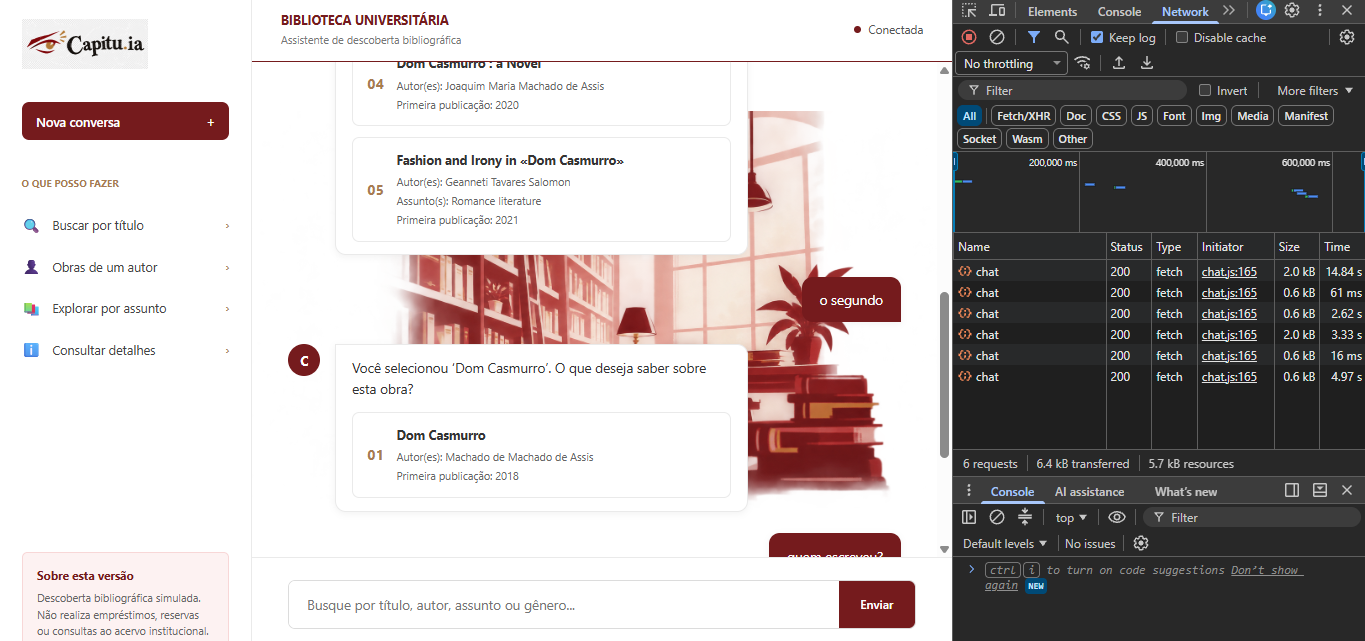 Capitu.ia
Nova conversa +
O QUE POSSO FAZER
Buscar por título ›
Obras de um autor ›
Explorar por assunto ›
Consultar detalhes ›
Sobre esta versão
Descoberta bibliográfica simulada.
Não realiza empréstimos, reservas
ou consultas ao acervo institucional.
BIBLIOTECA UNIVERSITÁRIA
Assistente de descoberta bibliográfica
Conectada
Dom Casmurro : a Novel
04
Autor(es): Joaquim Maria Machado de Assis
Primeira publicação: 2020
Fashion and Irony in «Dom Casmurro»
05
Autor(es): Geanneti Tavares Salomon
Assunto(s): Romance literature
Primeira publicação: 2021
o segundo
C
Você selecionou ‘Dom Casmurro’. O que deseja saber sobre
esta obra?
Dom Casmurro
01
Autor(es): Machado de Machado de Assis
Primeira publicação: 2018
quem escreveu?
Busque por título, autor, assunto ou gênero...
Enviar
Elements Console Network
Keep log Disable cache
No throttling
Filter Invert More filters
All Fetch/XHR Doc CSS JS Font Img Media Manifest
Socket Wasm Other
200,000 ms 400,000 ms 600,000 ms
Name Status Type Initiator Size Time
chat 200 fetch chat.js:165 2.0 kB 14.84 s
chat 200 fetch chat.js:165 0.6 kB 61 ms
chat 200 fetch chat.js:165 0.6 kB 2.62 s
chat 200 fetch chat.js:165 2.0 kB 3.33 s
chat 200 fetch chat.js:165 0.6 kB 16 ms
chat 200 fetch chat.js:165 0.6 kB 4.97 s
6 requests 6.4 kB transferred 5.7 kB resources
Console AI assistance What's new
top Filter
Default levels No issues
ctrl i to turn on code suggestions Don't show
again NEW